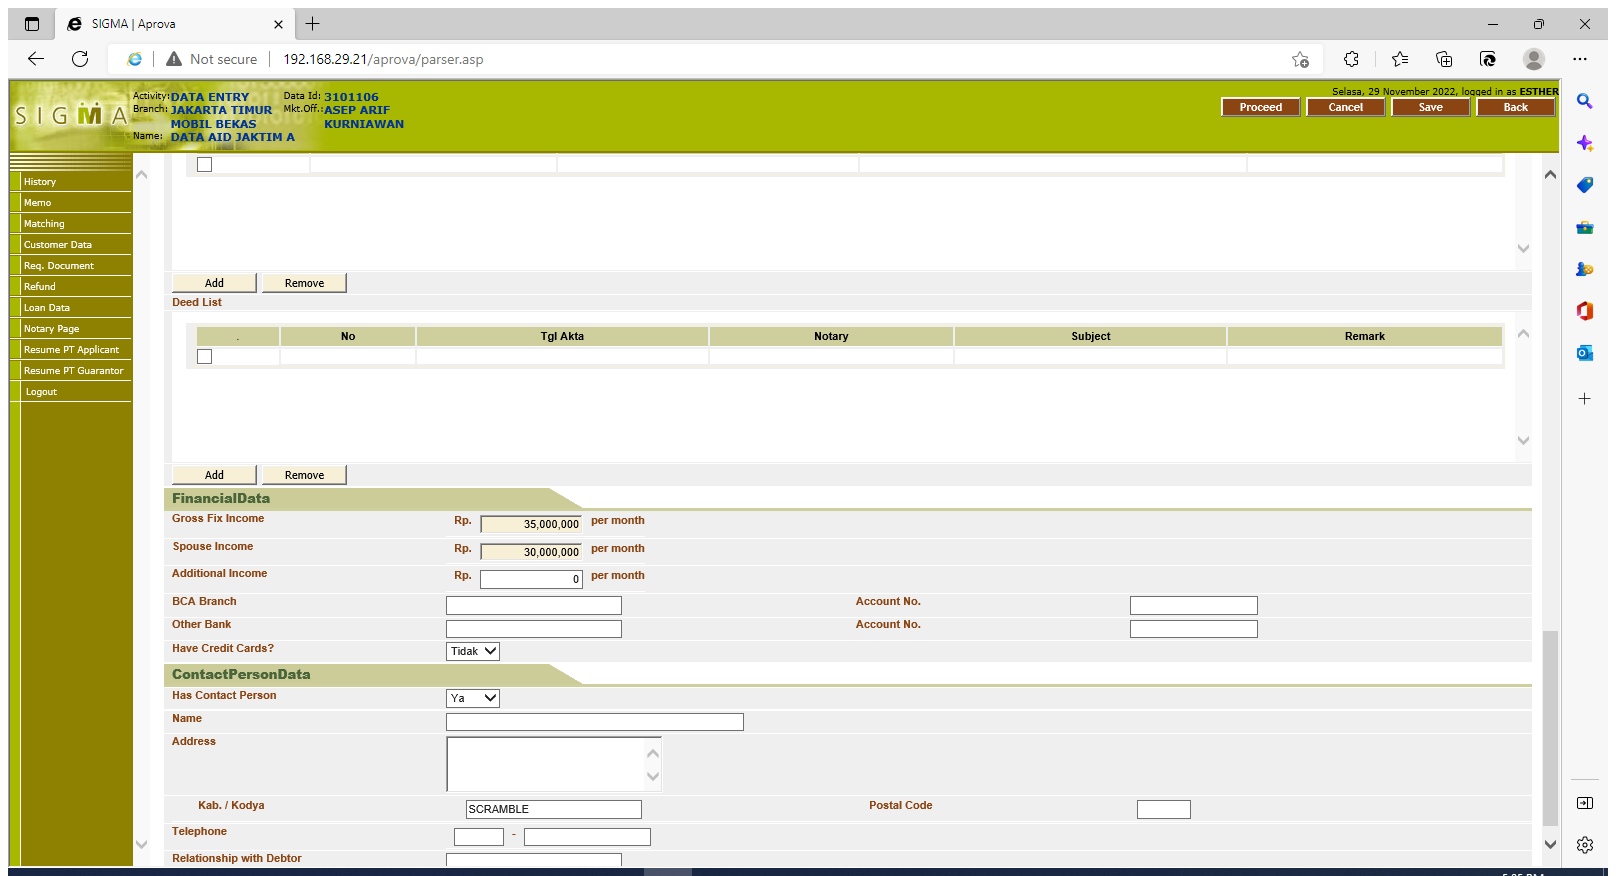 SIGMA | Aprova
Not secure
192.168.29.21/aprova/parser.asp
SIGMA
Activity: DATA ENTRY Data Id: 3101106
Branch: JAKARTA TIMUR Mkt.Off.: ASEP ARIF
MOBIL BEKAS KURNIAWAN
Name: DATA AID JAKTIM A
Selasa, 29 November 2022, logged in as ESTHER
Proceed Cancel Save Back
History
Memo
Matching
Customer Data
Req. Document
Refund
Loan Data
Notary Page
Resume PT Applicant
Resume PT Guarantor
Logout
Add Remove
Deed List
. No Tgl Akta Notary Subject Remark
Add Remove
FinancialData
Gross Fix Income Rp. 35,000,000 per month
Spouse Income Rp. 30,000,000 per month
Additional Income Rp. 0 per month
BCA Branch Account No.
Other Bank Account No.
Have Credit Cards? Tidak
ContactPersonData
Has Contact Person Ya
Name
Address
Kab. / Kodya SCRAMBLE Postal Code
Telephone -
Relationship with Debtor